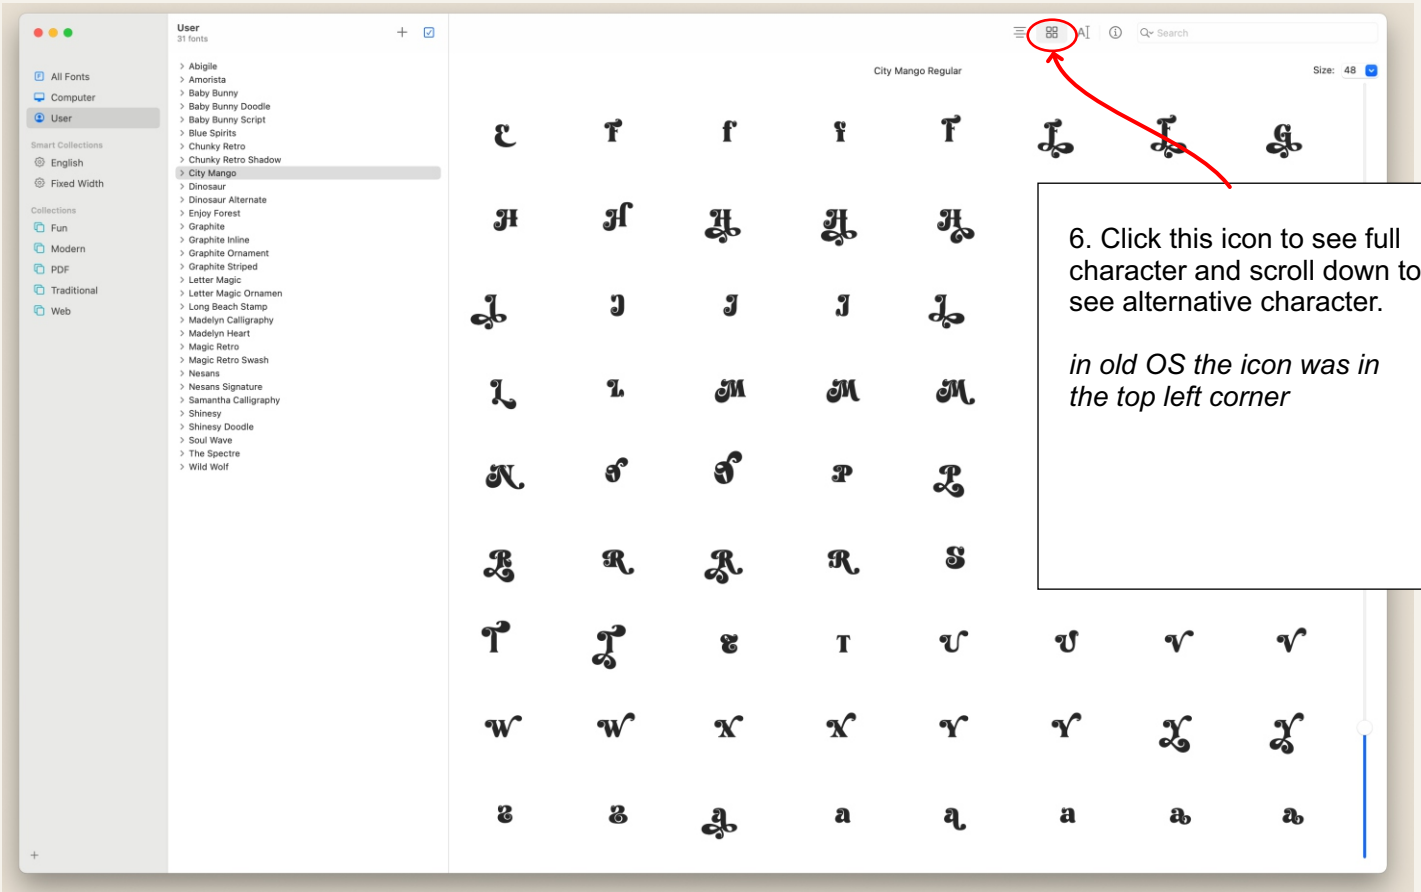 User
31 fonts
Search
All Fonts
Computer
User
Smart Collections
English
Fixed Width
Collections
Fun
Modern
PDF
Traditional
Web
Abigile
Amorista
Baby Bunny
Baby Bunny Doodle
Baby Bunny Script
Blue Spirits
Chunky Retro
Chunky Retro Shadow
City Mango
Dinosaur
Dinosaur Alternate
Enjoy Forest
Graphite
Graphite Inline
Graphite Ornament
Graphite Striped
Letter Magic
Letter Magic Ornamen
Long Beach Stamp
Madelyn Calligraphy
Madelyn Heart
Magic Retro
Magic Retro Swash
Nesans
Nesans Signature
Samantha Calligraphy
Shinesy
Shinesy Doodle
Soul Wave
The Spectre
Wild Wolf
City Mango Regular
Size: 48
E F f f F F F G
H H H H H
J J J L
L L M M M
N O O P P
R R R R S
T T T U U V V
W W X X Y Y Y Y
a a a a a a
6. Click this icon to see full
character and scroll down to
see alternative character.
in old OS the icon was in
the top left corner